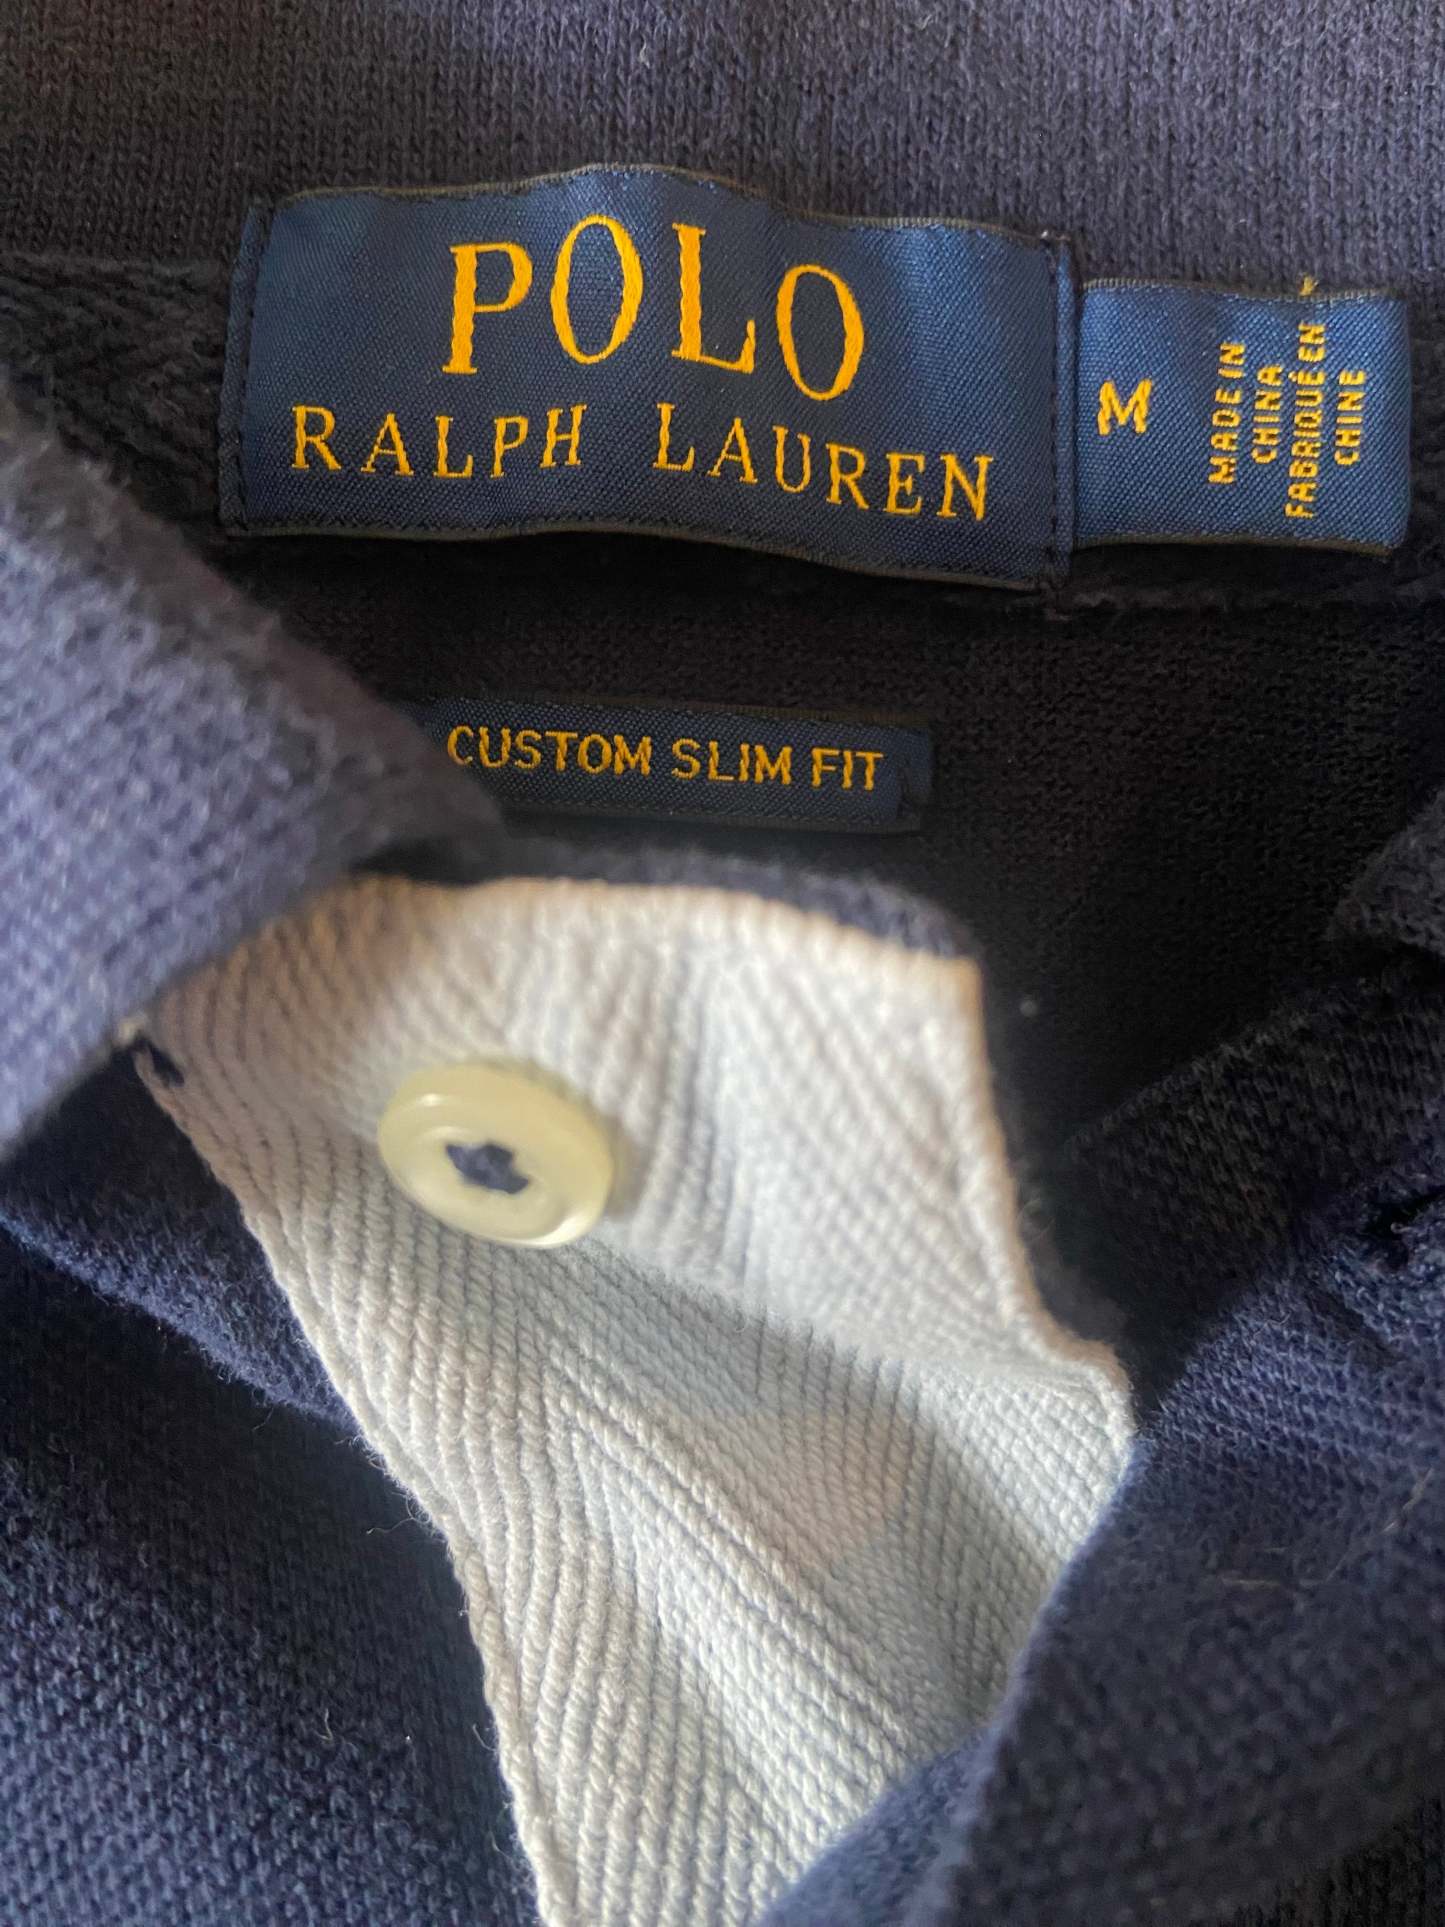 POLO
RALPH LAUREN
M
MADE IN
CHINA
FABRIQUÉ EN
CHINE
CUSTOM SLIM FIT